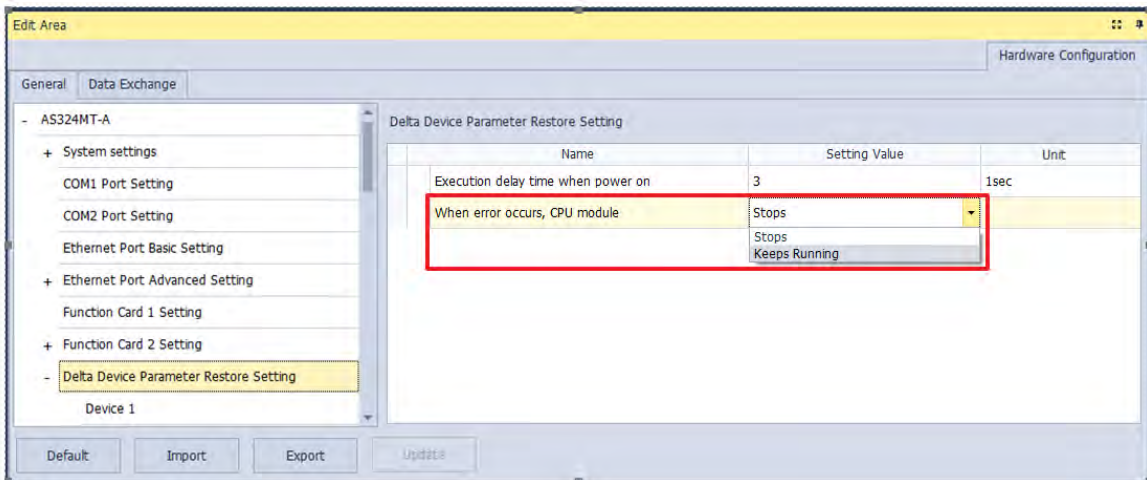 Edit Area
Hardware Configuration
General Data Exchange
- AS324MT-A
+ System settings
COM1 Port Setting
COM2 Port Setting
Ethernet Port Basic Setting
+ Ethernet Port Advanced Setting
Function Card 1 Setting
+ Function Card 2 Setting
- Delta Device Parameter Restore Setting
Device 1
Delta Device Parameter Restore Setting
Name Setting Value Unit
Execution delay time when power on 3 1sec
When error occurs, CPU module Stops
Stops
Keeps Running
Default Import Export Update